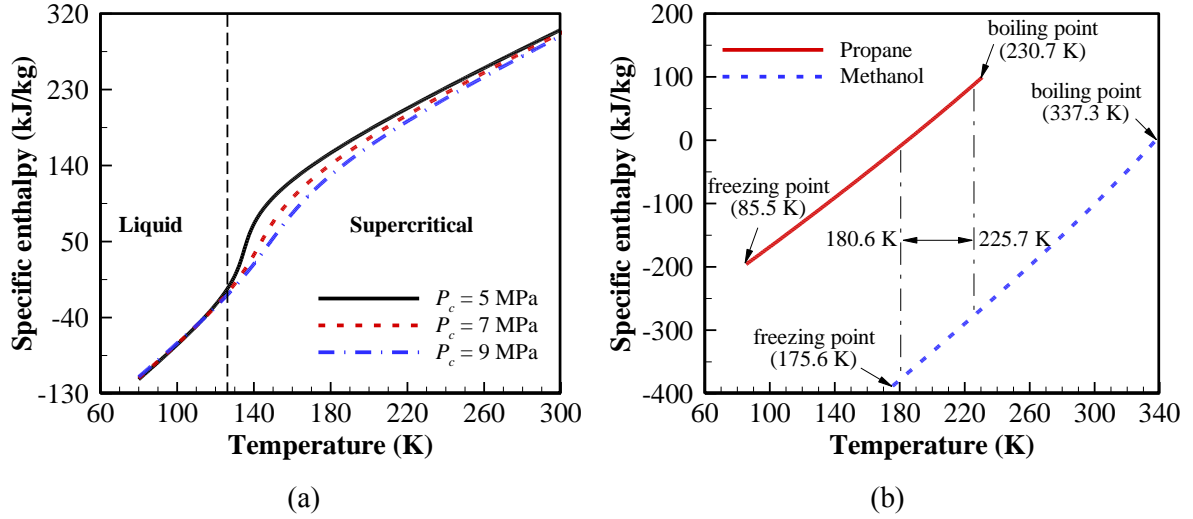 320
230
140
50
-40
-130
Specific enthalpy (kJ/kg)
Liquid
Supercritical
P_c = 5 MPa
P_c = 7 MPa
P_c = 9 MPa
60 100 140 180 220 260 300
Temperature (K)
(a)
200
100
0
-100
-200
-300
-400
Specific enthalpy (kJ/kg)
Propane
Methanol
boiling point
(230.7 K)
boiling point
(337.3 K)
freezing point
(85.5 K)
180.6 K
225.7 K
freezing point
(175.6 K)
60 100 140 180 220 260 300 340
Temperature (K)
(b)